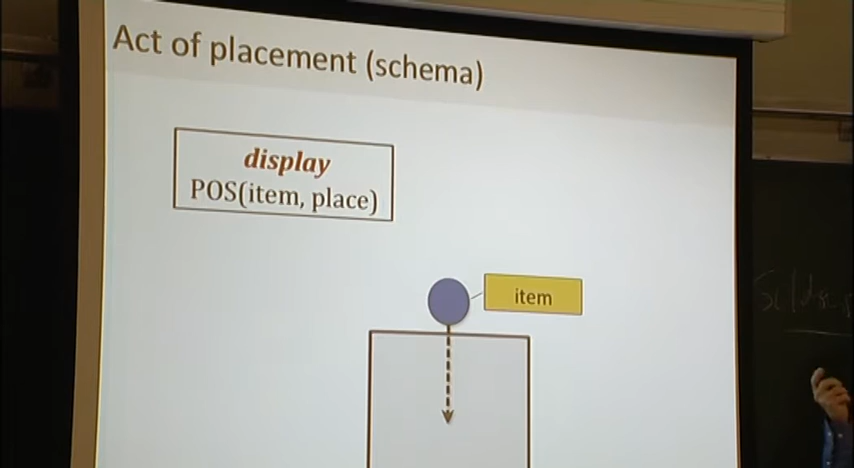 Act of placement (schema)
display
POS(item, place)
item